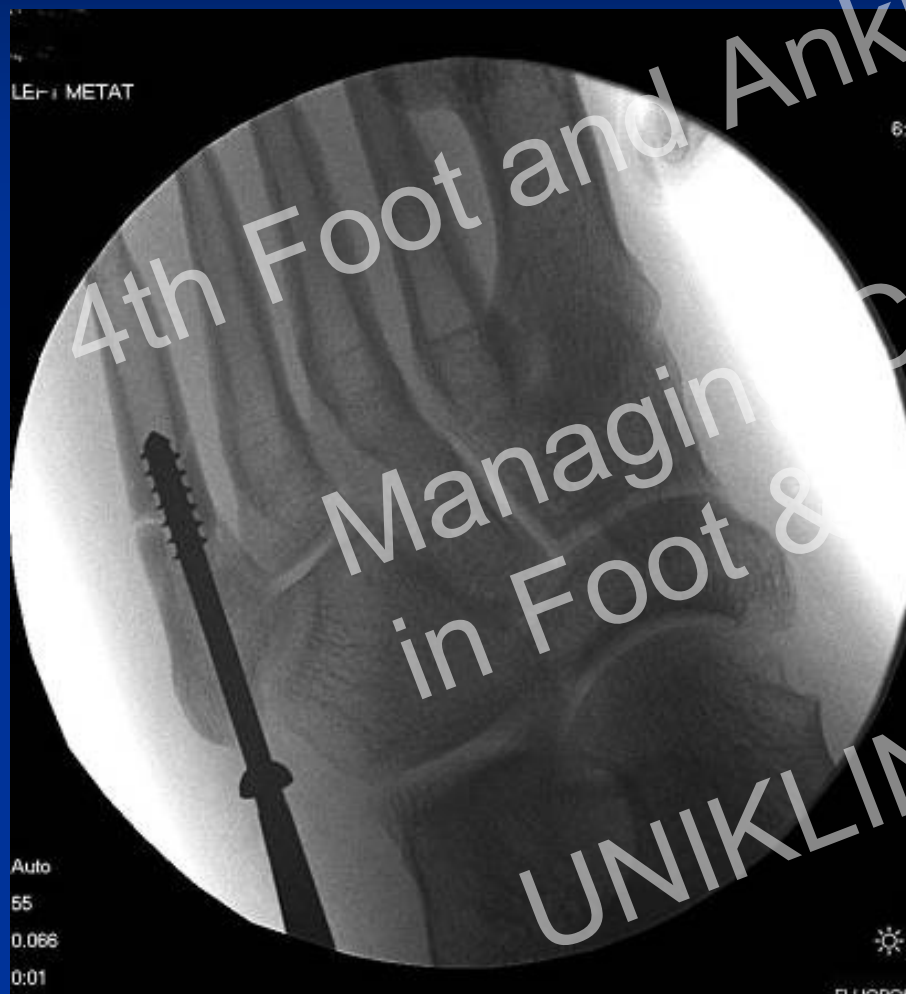 LEFT METAT
4th Foot and Ank
Managin
in Foot &
UNIKLIN
Auto
55
0.066
0:01